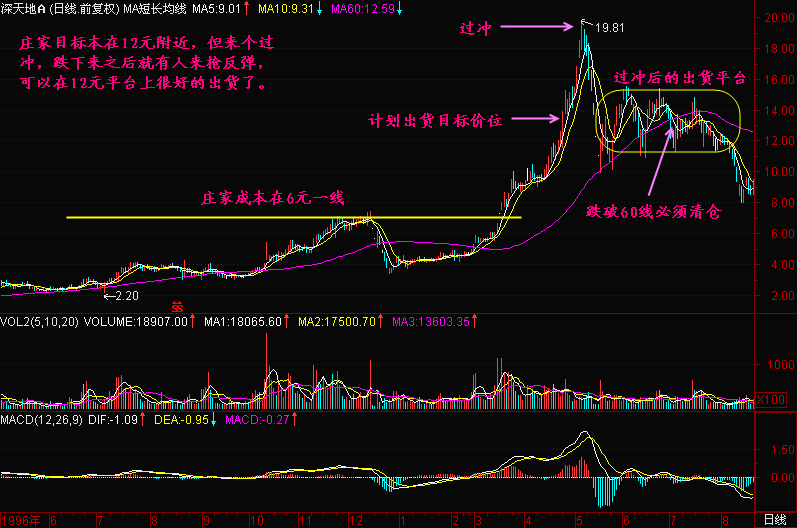 深天地A (日线.前复权) MA短长均线 MA5:9.01↑ MA10:9.31↓ MA60:12.59↓
庄家目标本在12元附近，但来个过
冲，跌下来之后就有人来抢反弹，
可以在12元平台上很好的出货了。
过冲
19.81
过冲后的出货平台
计划出货目标价位
庄家成本在6元一线
跌破60线必须清仓
2.20
20.00
18.00
16.00
14.00
12.00
10.00
8.00
6.00
4.00
2.00
VOL2(5,10,20) VOLUME:18907.00↑ MA1:18065.60↑ MA2:17500.70↑ MA3:13603.35↑
1000
X100
MACD(12,26,9) DIF:-1.09↑ DEA:-0.95↓ MACD:-0.27↑
1.50
0.00
1996年 6 7 8 9 10 11 12 1 2 3 4 5 6 7 8 日线